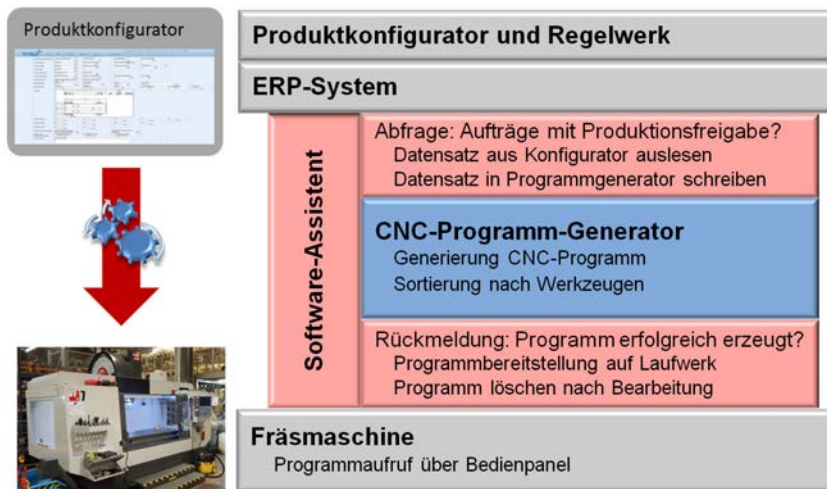 Produktkonfigurator
Produktkonfigurator und Regelwerk
ERP-System
Software-Assistent
Abfrage: Aufträge mit Produktionsfreigabe?
Datensatz aus Konfigurator auslesen
Datensatz in Programmgenerator schreiben
CNC-Programm-Generator
Generierung CNC-Programm
Sortierung nach Werkzeugen
Rückmeldung: Programm erfolgreich erzeugt?
Programmbereitstellung auf Laufwerk
Programm löschen nach Bearbeitung
Fräsmaschine
Programmaufruf über Bedienpanel